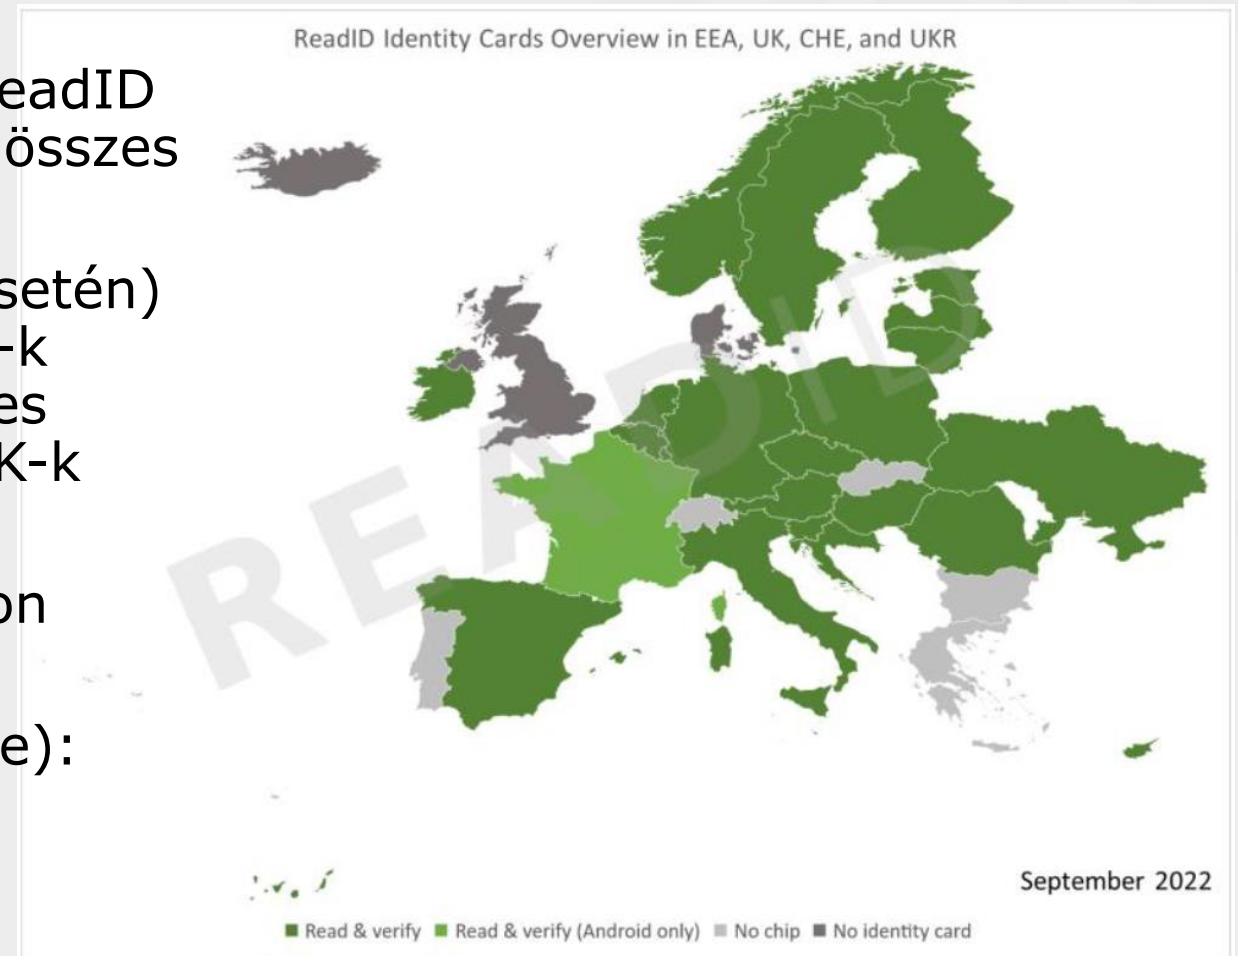 ReadID Identity Cards Overview in EEA, UK, CHE, and UKR
eadID
összes
setén)
-k
es
K-k
on
e):
READID
September 2022
Read & verify
Read & verify (Android only)
No chip
No identity card